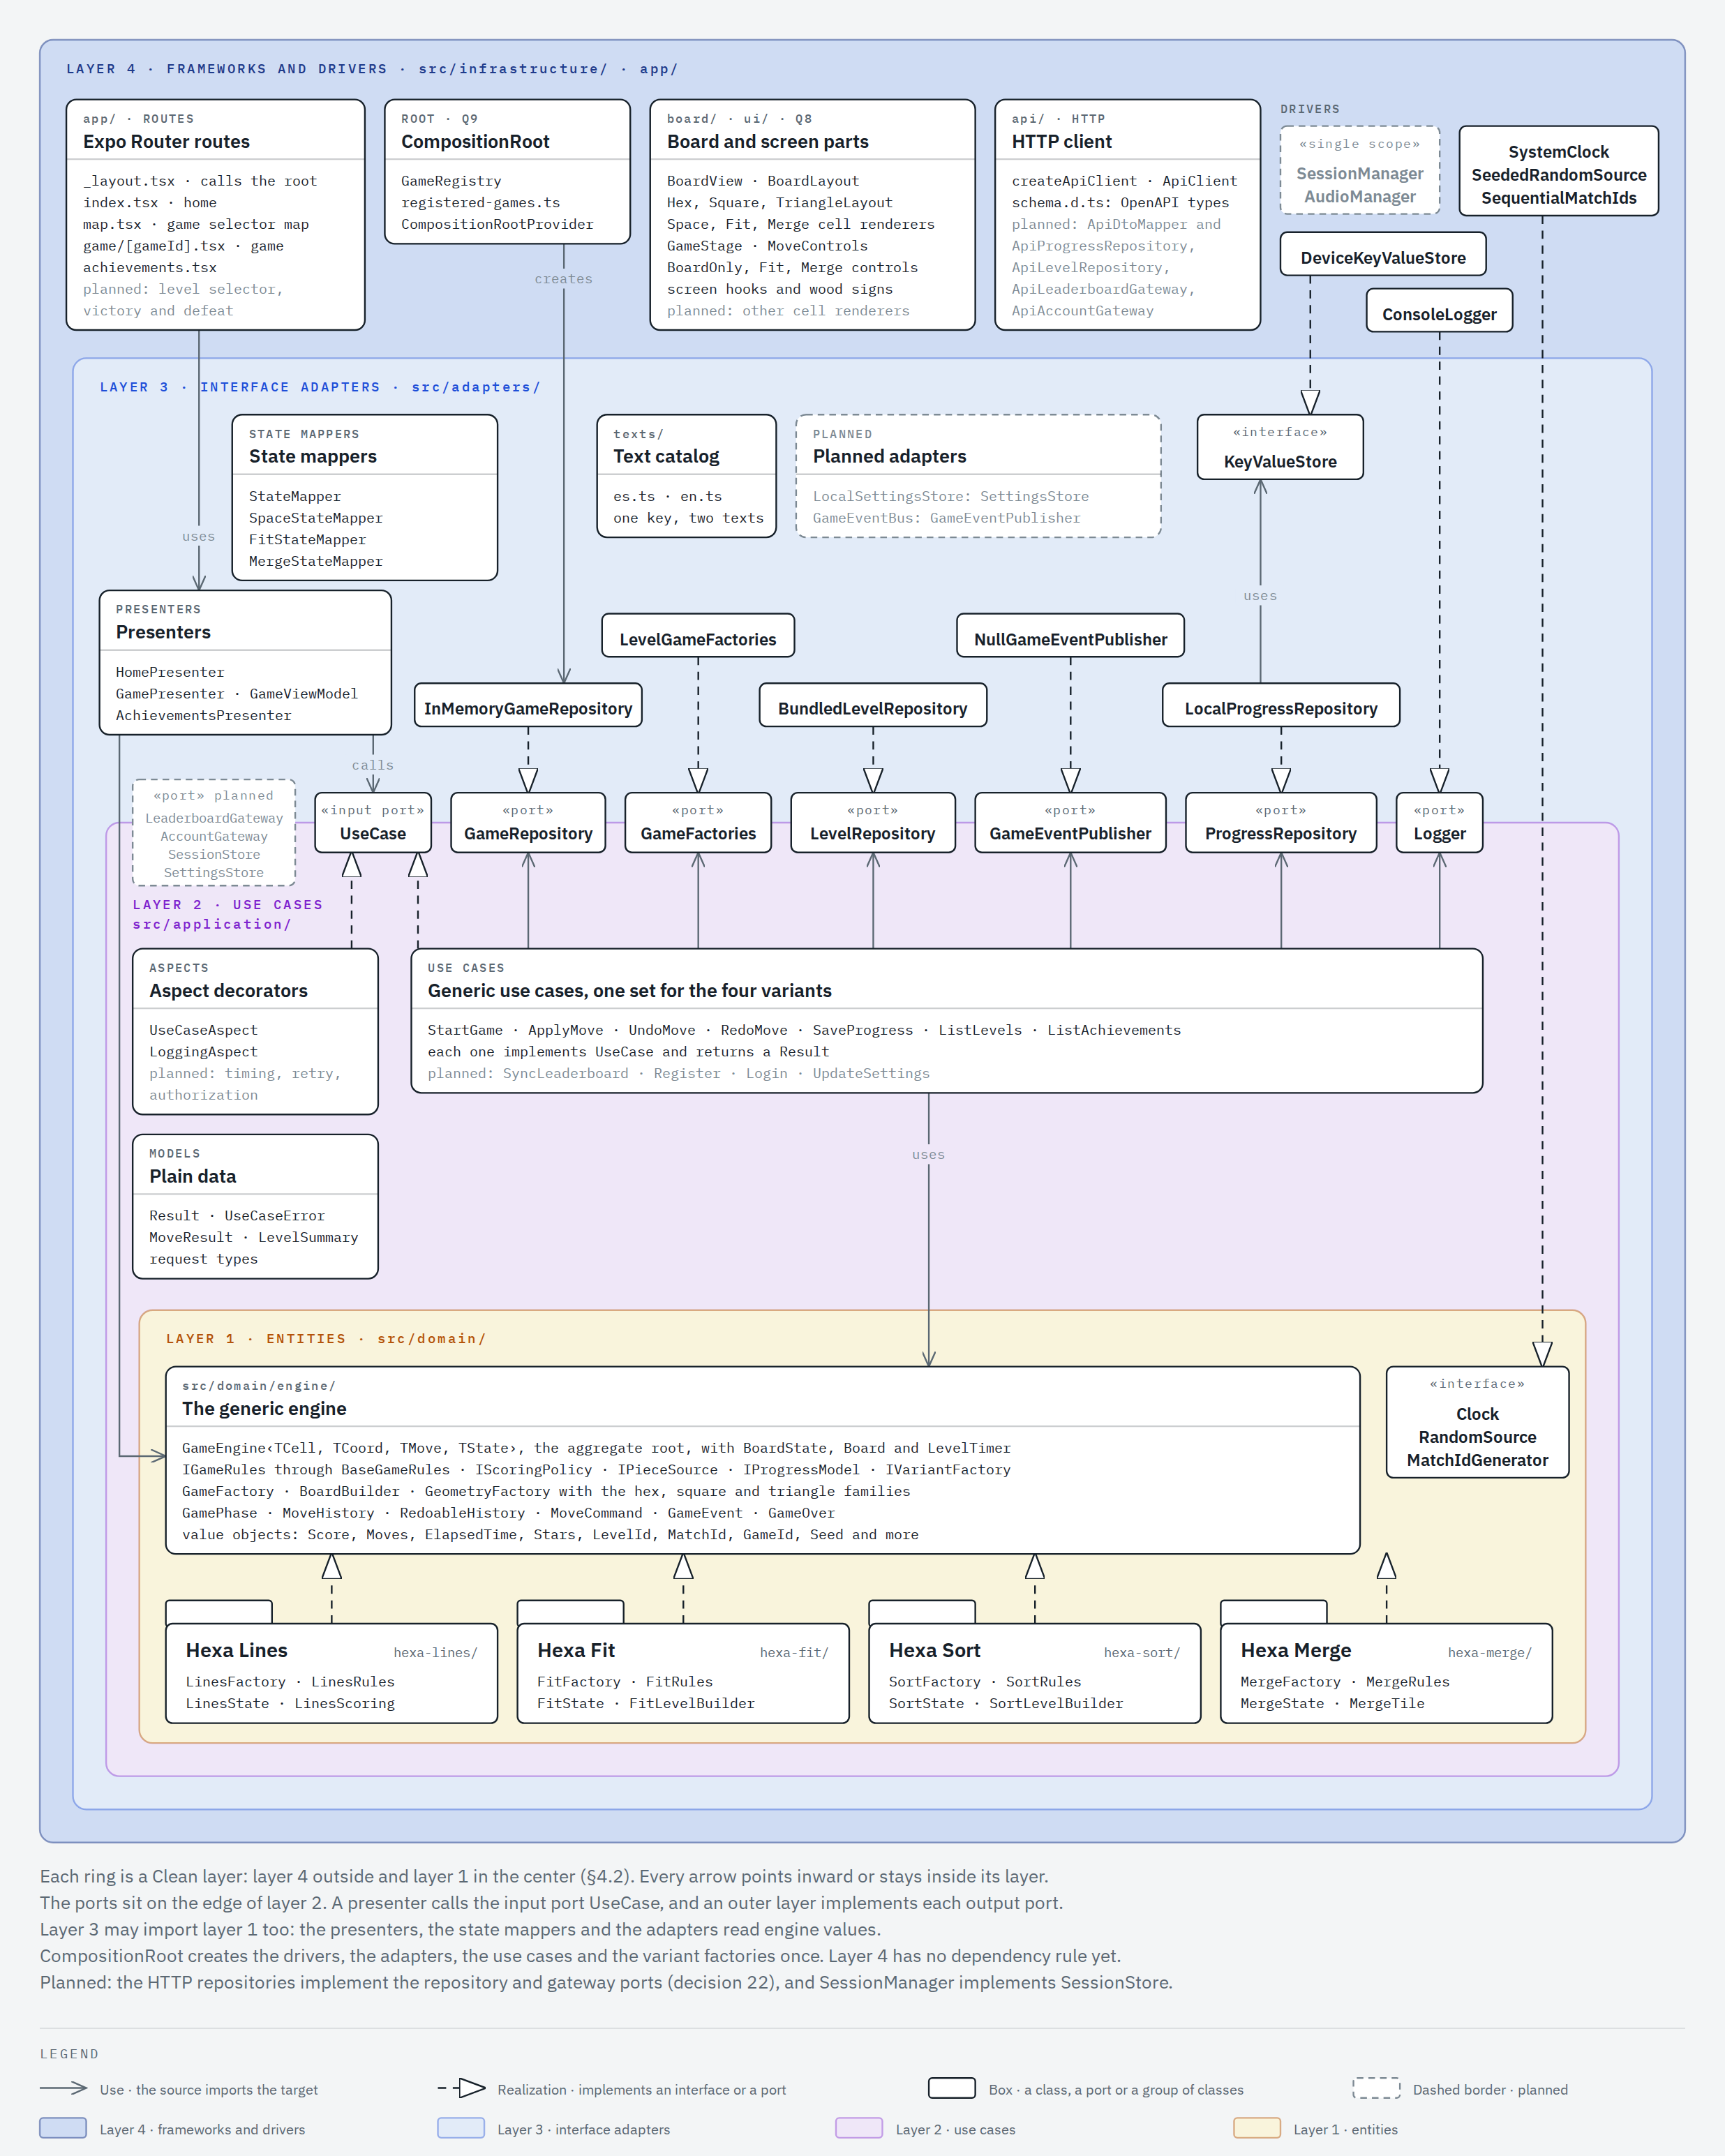 LAYER 4 · FRAMEWORKS AND DRIVERS · src/infrastructure/ · app/
app/ · ROUTES
Expo Router routes
_layout.tsx · calls the root
index.tsx · home
map.tsx · game selector map
game/[gameId].tsx · game
achievements.tsx
planned: level selector,
victory and defeat
ROOT · Q9
CompositionRoot
GameRegistry
registered-games.ts
CompositionRootProvider
board/ · ui/ · Q8
Board and screen parts
BoardView · BoardLayout
Hex, Square, TriangleLayout
Space, Fit, Merge cell renderers
GameStage · MoveControls
BoardOnly, Fit, Merge controls
screen hooks and wood signs
planned: other cell renderers
api/ · HTTP
HTTP client
createApiClient · ApiClient
schema.d.ts: OpenAPI types
planned: ApiDtoMapper and
ApiProgressRepository,
ApiLevelRepository,
ApiLeaderboardGateway,
ApiAccountGateway
DRIVERS
«single scope»
SessionManager
AudioManager
SystemClock
SeededRandomSource
SequentialMatchIds
DeviceKeyValueStore
ConsoleLogger
creates
LAYER 3 · INTERFACE ADAPTERS · src/adapters/
STATE MAPPERS
State mappers
StateMapper
SpaceStateMapper
FitStateMapper
MergeStateMapper
texts/
Text catalog
es.ts · en.ts
one key, two texts
PLANNED
Planned adapters
LocalSettingsStore: SettingsStore
GameEventBus: GameEventPublisher
«interface»
KeyValueStore
uses
uses
PRESENTERS
Presenters
HomePresenter
GamePresenter · GameViewModel
AchievementsPresenter
LevelGameFactories
NullGameEventPublisher
InMemoryGameRepository
BundledLevelRepository
LocalProgressRepository
calls
«port» planned
LeaderboardGateway
AccountGateway
SessionStore
SettingsStore
«input port»
UseCase
«port»
GameRepository
«port»
GameFactories
«port»
LevelRepository
«port»
GameEventPublisher
«port»
ProgressRepository
«port»
Logger
LAYER 2 · USE CASES
src/application/
ASPECTS
Aspect decorators
UseCaseAspect
LoggingAspect
planned: timing, retry,
authorization
USE CASES
Generic use cases, one set for the four variants
StartGame · ApplyMove · UndoMove · RedoMove · SaveProgress · ListLevels · ListAchievements
each one implements UseCase and returns a Result
planned: SyncLeaderboard · Register · Login · UpdateSettings
MODELS
Plain data
Result · UseCaseError
MoveResult · LevelSummary
request types
uses
LAYER 1 · ENTITIES · src/domain/
src/domain/engine/
The generic engine
GameEngine‹TCell, TCoord, TMove, TState›, the aggregate root, with BoardState, Board and LevelTimer
IGameRules through BaseGameRules · IScoringPolicy · IPieceSource · IProgressModel · IVariantFactory
GameFactory · BoardBuilder · GeometryFactory with the hex, square and triangle families
GamePhase · MoveHistory · RedoableHistory · MoveCommand · GameEvent · GameOver
value objects: Score, Moves, ElapsedTime, Stars, LevelId, MatchId, GameId, Seed and more
«interface»
Clock
RandomSource
MatchIdGenerator
Hexa Lines hexa-lines/
LinesFactory · LinesRules
LinesState · LinesScoring
Hexa Fit hexa-fit/
FitFactory · FitRules
FitState · FitLevelBuilder
Hexa Sort hexa-sort/
SortFactory · SortRules
SortState · SortLevelBuilder
Hexa Merge hexa-merge/
MergeFactory · MergeRules
MergeState · MergeTile
Each ring is a Clean layer: layer 4 outside and layer 1 in the center (§4.2). Every arrow points inward or stays inside its layer.
The ports sit on the edge of layer 2. A presenter calls the input port UseCase, and an outer layer implements each output port.
Layer 3 may import layer 1 too: the presenters, the state mappers and the adapters read engine values.
CompositionRoot creates the drivers, the adapters, the use cases and the variant factories once. Layer 4 has no dependency rule yet.
Planned: the HTTP repositories implement the repository and gateway ports (decision 22), and SessionManager implements SessionStore.
LEGEND
Use · the source imports the target
Realization · implements an interface or a port
Box · a class, a port or a group of classes
Dashed border · planned
Layer 4 · frameworks and drivers
Layer 3 · interface adapters
Layer 2 · use cases
Layer 1 · entities